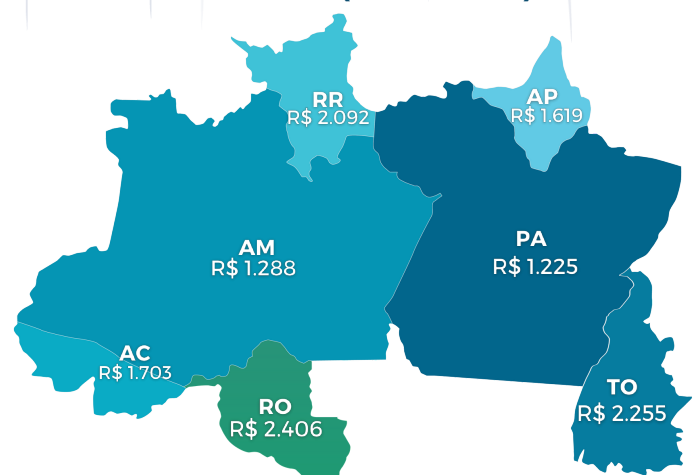 RR
R$ 2.092
AP
R$ 1.619
AM
R$ 1.288
PA
R$ 1.225
AC
R$ 1.703
RO
R$ 2.406
TO
R$ 2.255